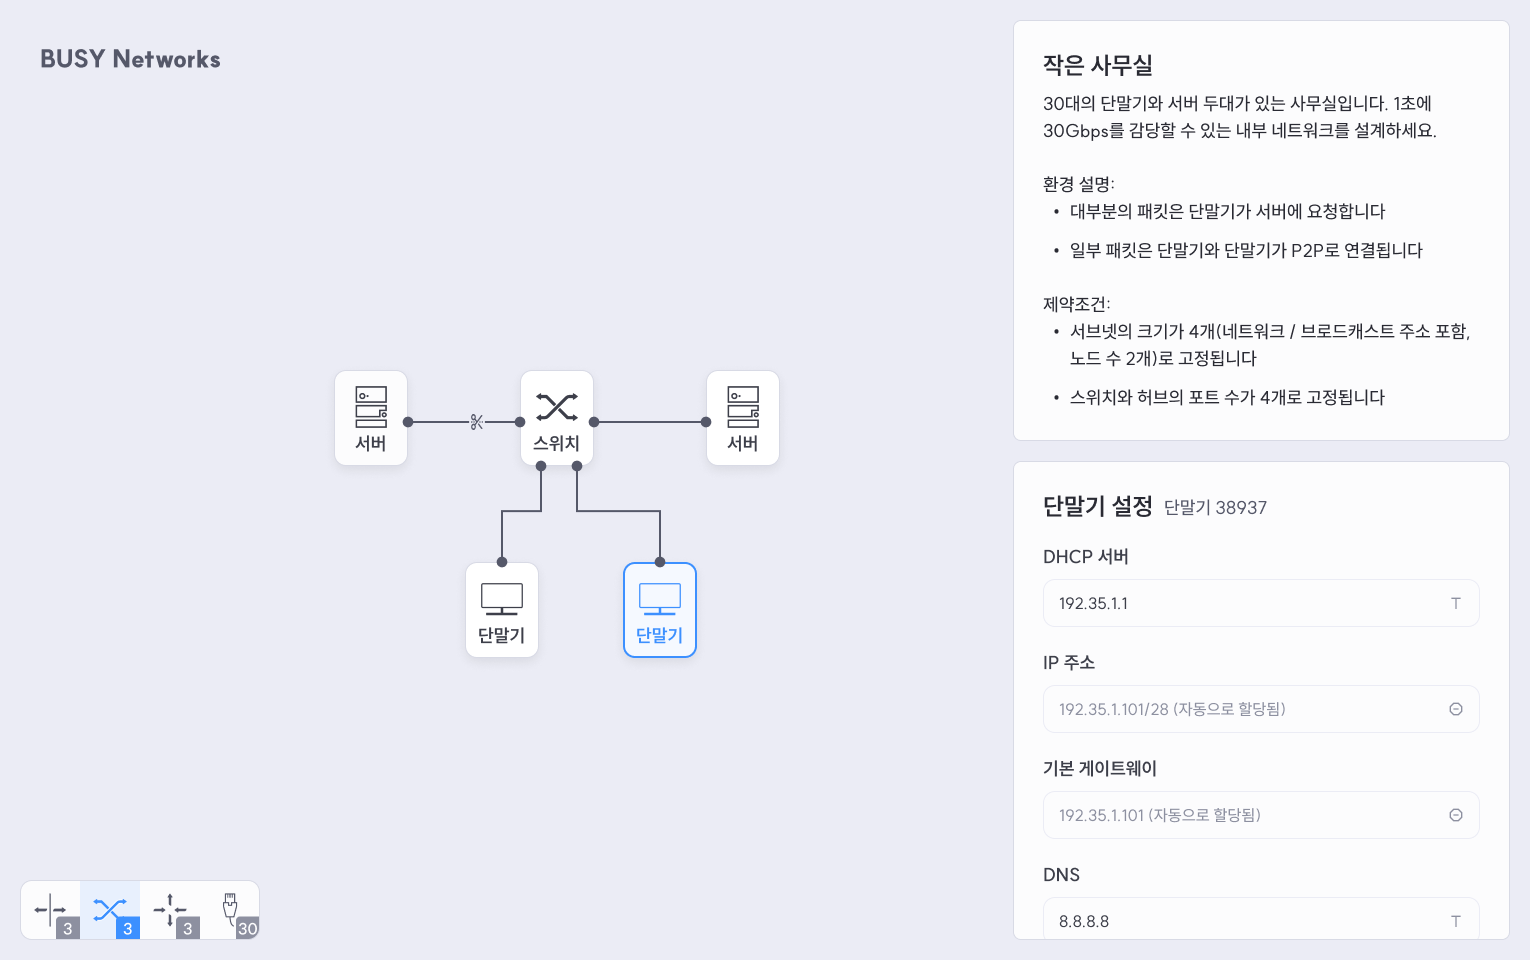 BUSY Networks
작은 사무실
30대의 단말기와 서버 두대가 있는 사무실입니다. 1초에
30Gbps를 감당할 수 있는 내부 네트워크를 설계하세요.
환경 설명:
• 대부분의 패킷은 단말기가 서버에 요청합니다
• 일부 패킷은 단말기와 단말기가 P2P로 연결됩니다
제약조건:
• 서브넷의 크기가 4개(네트워크 / 브로드캐스트 주소 포함,
노드 수 2개)로 고정됩니다
• 스위치와 허브의 포트 수가 4개로 고정됩니다
서버
스위치
서버
단말기
단말기
단말기 설정 단말기 38937
DHCP 서버
192.35.1.1
IP 주소
192.35.1.101/28 (자동으로 할당됨)
기본 게이트웨이
192.35.1.101 (자동으로 할당됨)
DNS
8.8.8.8
3
3
3
30